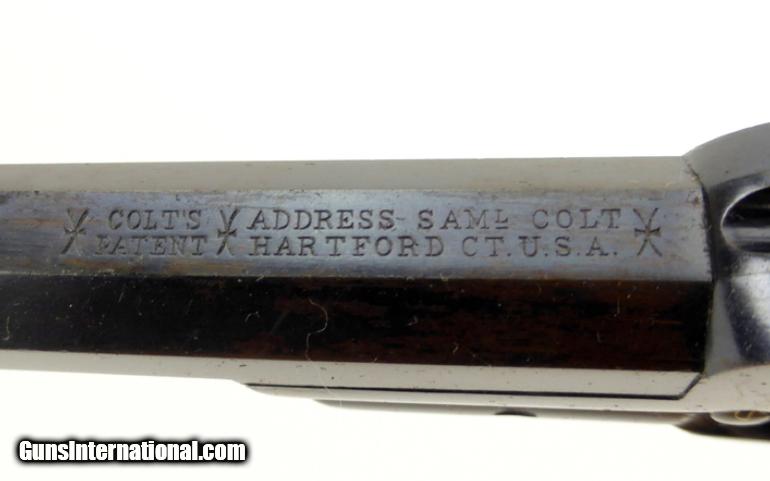 COLT'S ADDRESS SAML COLT
PATENT HARTFORD CT. U.S.A.
GunsInternational.com